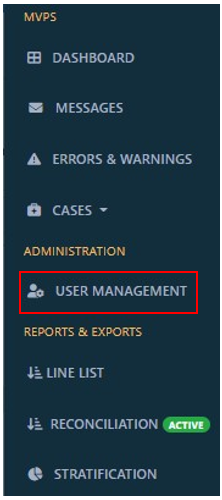 MVPS
DASHBOARD
MESSAGES
ERRORS & WARNINGS
CASES
ADMINISTRATION
USER MANAGEMENT
REPORTS & EXPORTS
LINE LIST
RECONCILIATION ACTIVE
STRATIFICATION